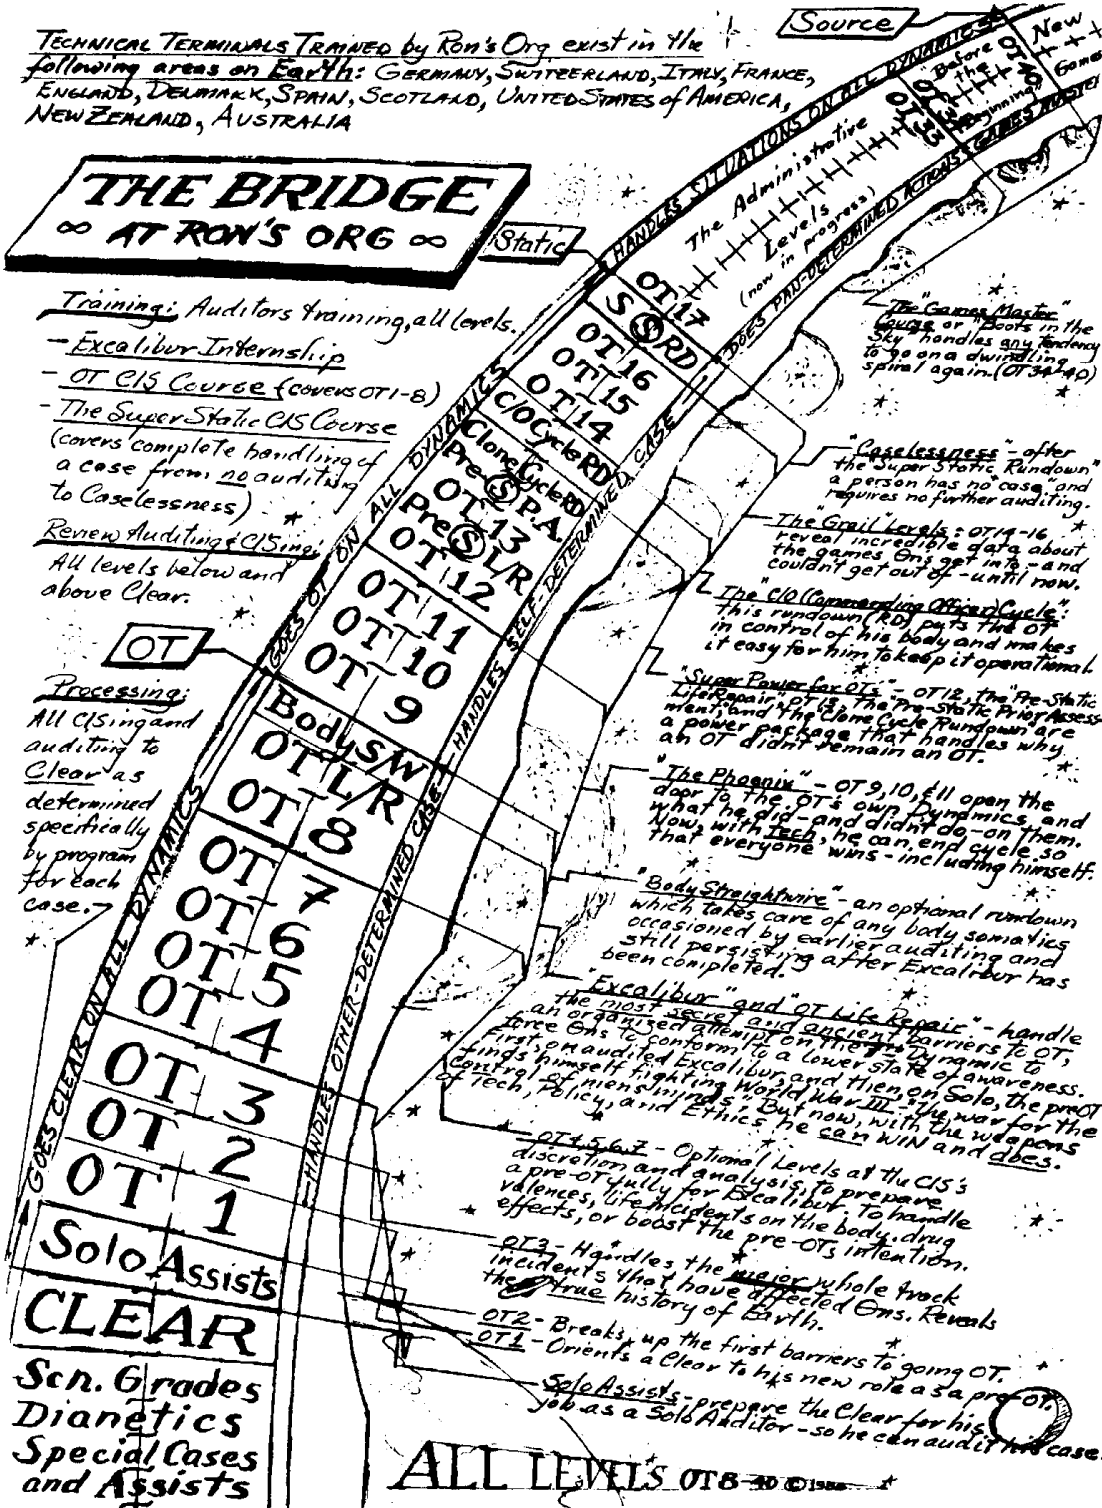 Source
TECHNICAL TERMINALS TRAINED by Ron's Org exist in the
following areas on Earth: GERMANY, SWITZERLAND, ITALY, FRANCE,
ENGLAND, DENMARK, SPAIN, SCOTLAND, UNITED STATES of AMERICA,
NEW ZEALAND, AUSTRALIA
THE BRIDGE
∞ AT RON'S ORG ∞
Static
Training: Auditors training, all levels.
- Excalibur Internship
- OT C/S Course (covers OT1-8)
- The Super Static C/S Course
(covers complete handling of
a case from no auditing
to Caselessness)
Review Auditing & C/Sing:
All levels below and
above Clear.
OT
Processing:
All C/Sing and
auditing to
Clear as
determined
specifically
by program
for each
case.→
New
Games
OT 40
"Before
the
Beginning"
OT 33
The Administrative
Levels
(now in progress)
OT 17
S Ⓢ RD
OT 16
OT 15
OT 14
C/O Cycle RD
Clone Cycle RD
Pre-Ⓢ P.A.
OT 13
Pre-Ⓢ L/R
OT 12
OT 11
OT 10
OT 9
Body S/W
OT L/R
OT 8
OT 7
OT 6
OT 5
OT 4
OT 3
OT 2
OT 1
Solo Assists
CLEAR
Scn. Grades
Dianetics
Special Cases
and Assists
HANDLES SITUATIONS ON ALL DYNAMICS
GOES OT ON ALL DYNAMICS
GOES CLEAR ON ALL DYNAMICS
DOES PAN-DETERMINED ACTIONS & GAMES MASTER
HANDLES SELF-DETERMINED CASE
HANDLES OTHER-DETERMINED CASE
The "Games Master"
Course or "Boots in the
Sky" handles any tendency
to go on a dwindling
spiral again. (OT 34-40)
"Caselessness" - after
the "Super Static Rundown"
a person has no case, and
requires no further auditing.
The "Grail" Levels: OT14-16
reveal incredible data about
the games Θns get into - and
couldn't get out of - until now.
The "C/O (Commanding Officer) Cycle":
this rundown (RD) puts the OT
in control of his body and makes
it easy for him to keep it operational.
"Super Power for OTs" - OT12, the "Pre-Static
Life Repair", OT 13, The "Pre-Static Prior Assess-
ment", and the Clone Cycle Rundown are
a power package that handles why
an OT didn't remain an OT.
"The Phoenix" - OT 9, 10, & 11 open the
door to the OT's own Dynamics, and
what he did - and didn't do - on them.
Now, with Tech, he can end cycle so
that everyone wins - including himself.
"Body Streightwire" - an optional rundown
which takes care of any body somatics
occasioned by earlier auditing and
still persisting after Excalibur has
been completed.
"Excalibur" and "OT Life Repair" - handle
the most secret and ancient barriers to OT,
an organized attempt on the 7th Dynamic to
force Θns to conform to a lower state of awareness.
First on audited Excalibur, and then, on Solo, the preOT
finds himself fighting World War III - "The war for the
Control of men's minds". But now, with the weapons
of Tech, Policy, and Ethics he can WIN and does.
OT4,5,6,7 - Optional Levels at the C/S's
discretion and analysis, to prepare
a pre-OT fully for Excalibur. To handle
valences, life incidents on the body, drug
effects, or boost the pre-OTs intention.
OT3 - Handles the major whole track
incidents that have affected Θns. Reveals
the true history of Earth.
OT2 - Breaks up the first barriers to going OT.
OT1 - Orients a Clear to his new role as a pre-OT.
Solo Assists - prepare the Clear for his
job as a Solo Auditor - so he can audit his case.
ALL LEVELS OT8-40 ©